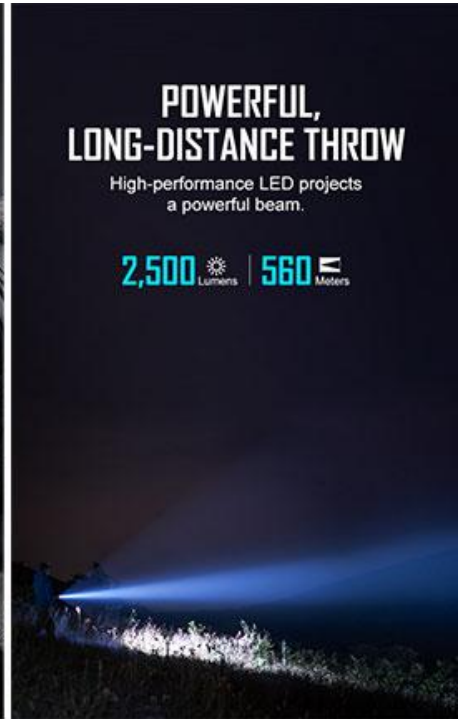 POWERFUL,
LONG-DISTANCE THROW
High-performance LED projects
a powerful beam.
2,500 Lumens 560 Meters